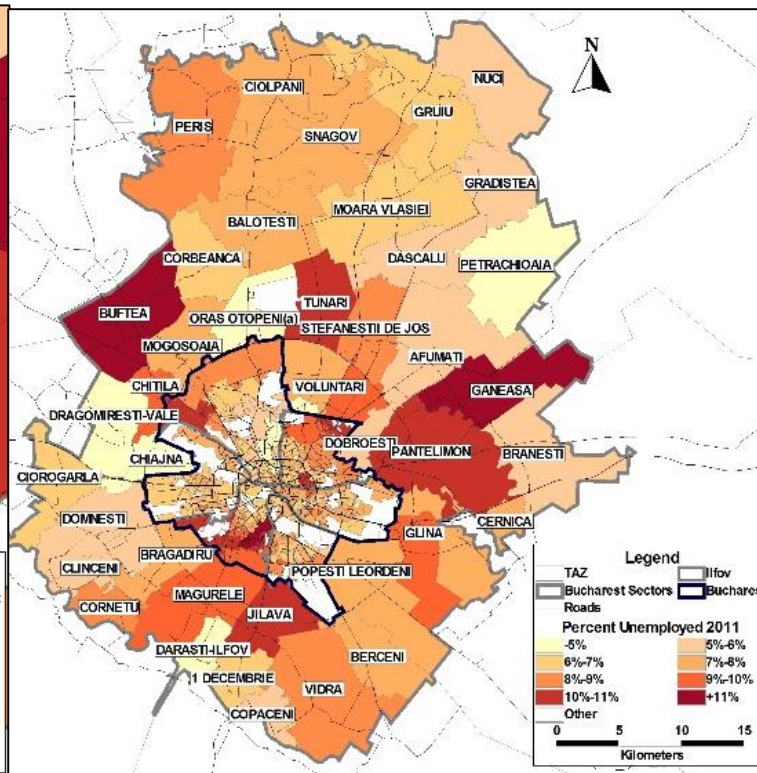 N
NUCI
CIOLPANI
GRUIU
PERIS
SNAGOV
GRADISTEA
MOARA VLASIEI
BALOTESTI
CORBEANCA
DASCALU
PETRACHIOAIA
TUNARI
BUFTEA
ORAS OTOPENI(a)
STEFANESTII DE JOS
MOGOSOAIA
AFUMATI
CHITILA
VOLUNTARI
GANEASA
DRAGOMIRESTI-VALE
DOBROESTI
PANTELIMON
BRANESTI
CHIAJNA
CIOROGARLA
DOMNESTI
CERNICA
GLINA
BRAGADIRU
CLINCENI
POPESTI LEORDENI
MAGURELE
CORNETU
JILAVA
DARASTI-ILFOV
BERCENI
1 DECEMBRIE
VIDRA
COPACENI
Legend
TAZ Ilfov
Bucharest Sectors Buchares
Roads
Percent Unemployed 2011
-5% 5%-6%
6%-7% 7%-8%
8%-9% 9%-10%
10%-11% +11%
Other
0 5 10 15
Kilometers